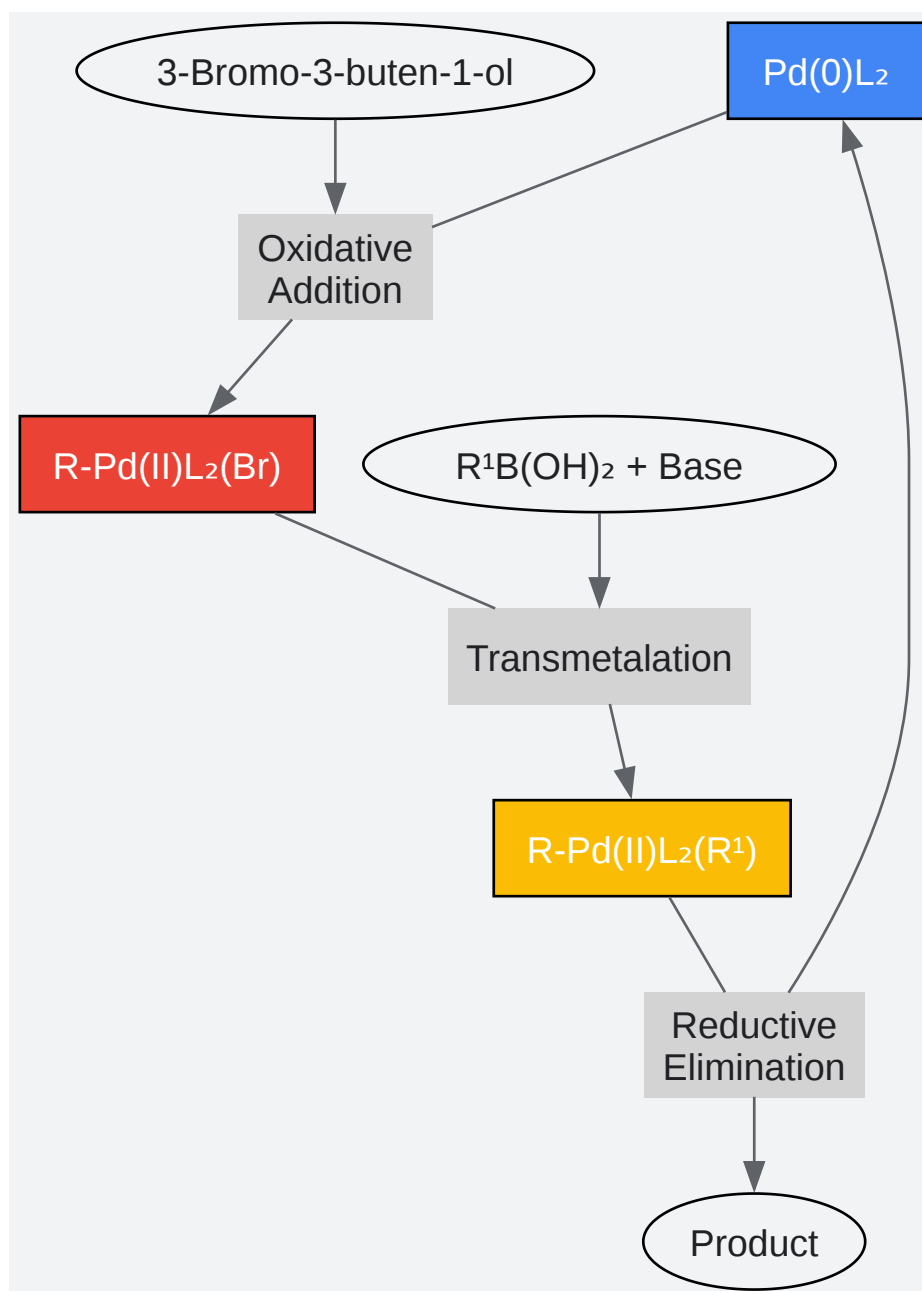 3-Bromo-3-buten-1-ol
Pd(0)L₂
Oxidative
Addition
R-Pd(II)L₂(Br)
R¹B(OH)₂ + Base
Transmetalation
R-Pd(II)L₂(R¹)
Reductive
Elimination
Product